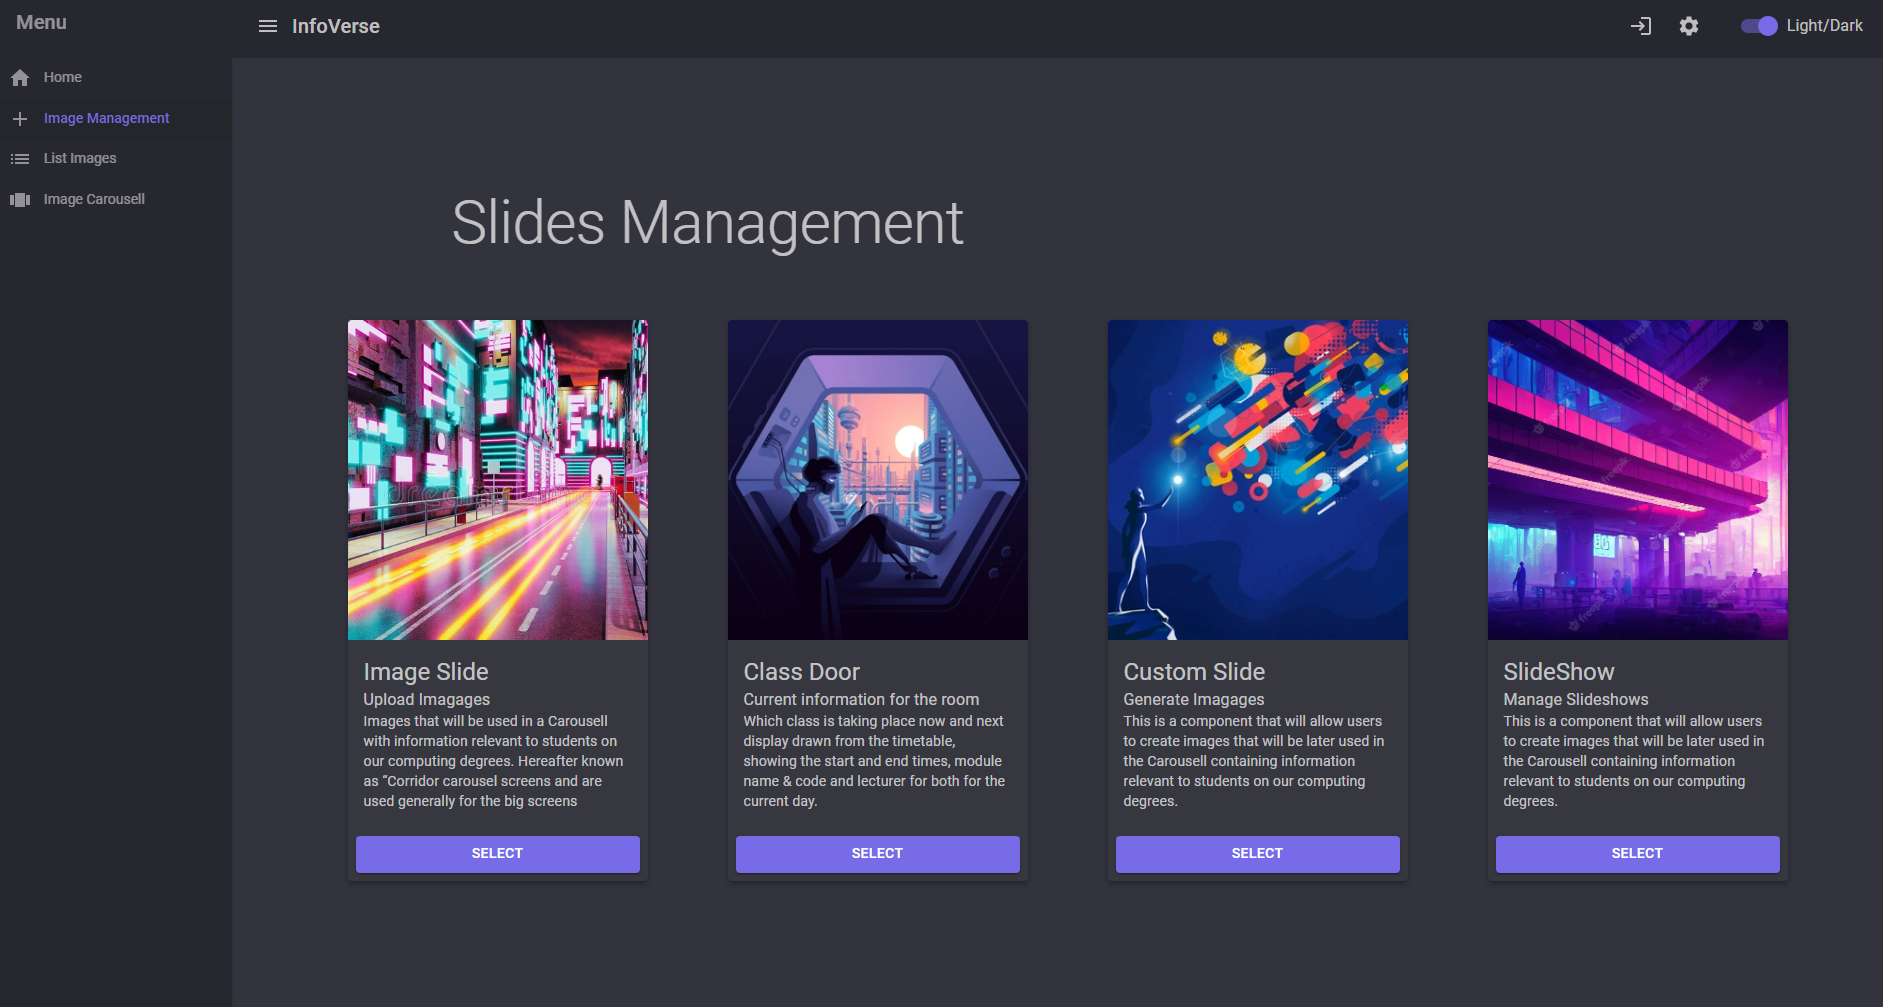 Menu
InfoVerse
Light/Dark
Home
Image Management
List Images
Image Carousell
Slides Management
Image Slide
Upload Imagages
Images that will be used in a Carousell
with information relevant to students on
our computing degrees. Hereafter known
as “Corridor carousel screens and are
used generally for the big screens
SELECT
Class Door
Current information for the room
Which class is taking place now and next
display drawn from the timetable,
showing the start and end times, module
name & code and lecturer for both for the
current day.
SELECT
Custom Slide
Generate Imagages
This is a component that will allow users
to create images that will be later used in
the Carousell containing information
relevant to students on our computing
degrees.
SELECT
freepik
freepik
freepik
freepik
SlideShow
Manage Slideshows
This is a component that will allow users
to create images that will be later used in
the Carousell containing information
relevant to students on our computing
degrees.
SELECT